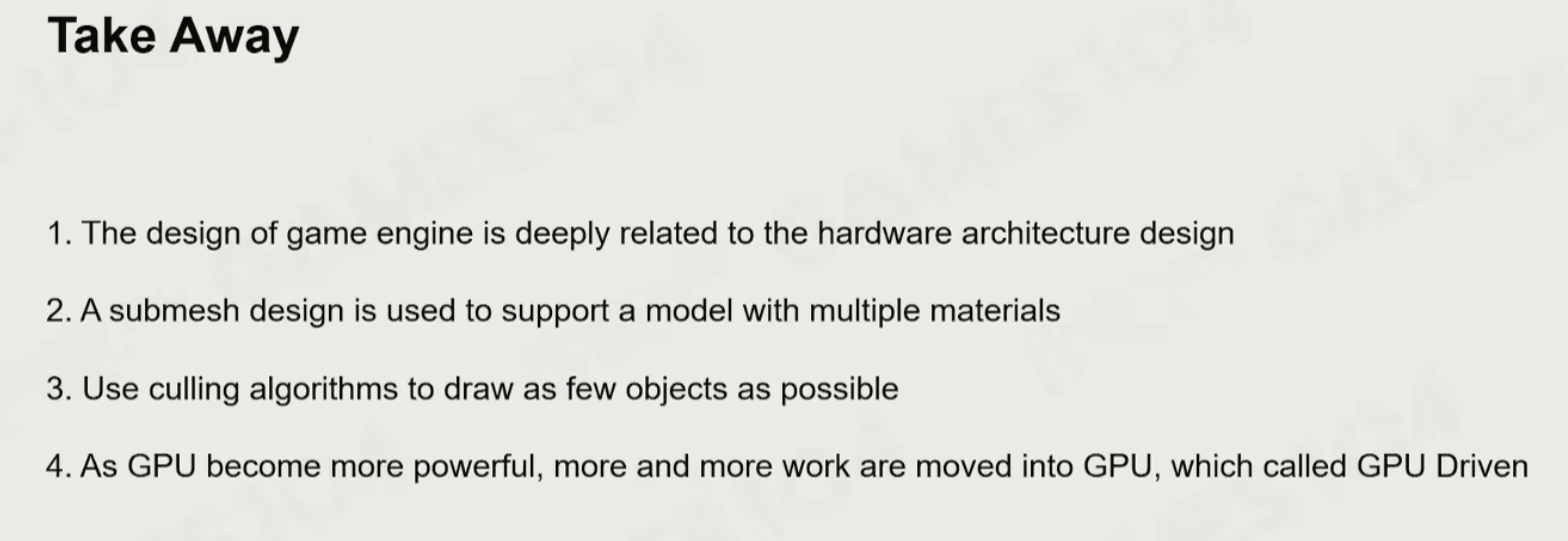 Take Away
1. The design of game engine is deeply related to the hardware architecture design
2. A submesh design is used to support a model with multiple materials
3. Use culling algorithms to draw as few objects as possible
4. As GPU become more powerful, more and more work are moved into GPU, which called GPU Driven
GAMES104
GAMES104